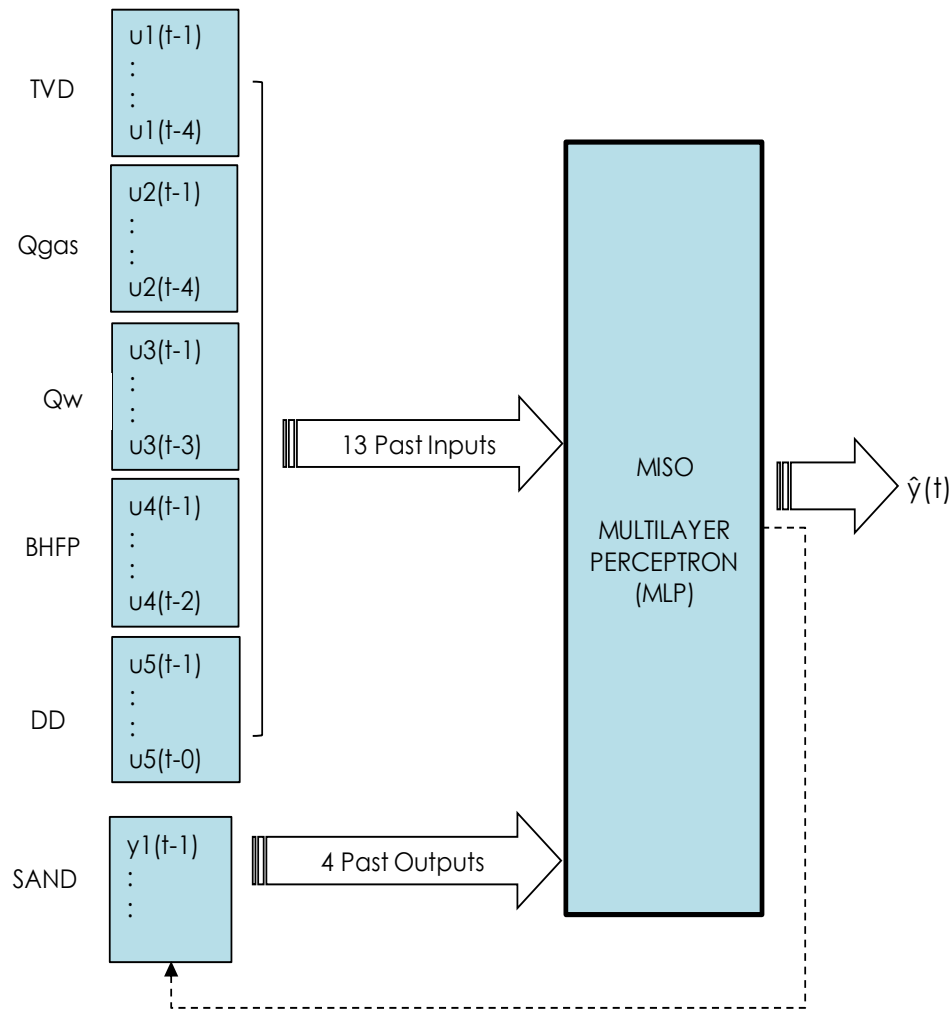 TVD
u1(t-1)
:
:
u1(t-4)
Qgas
u2(t-1)
:
:
u2(t-4)
Qw
u3(t-1)
:
:
u3(t-3)
BHFP
u4(t-1)
:
:
u4(t-2)
DD
u5(t-1)
:
:
u5(t-0)
SAND
y1(t-1)
:
:
13 Past Inputs
4 Past Outputs
MISO
MULTILAYER
PERCEPTRON
(MLP)
ŷ(t)